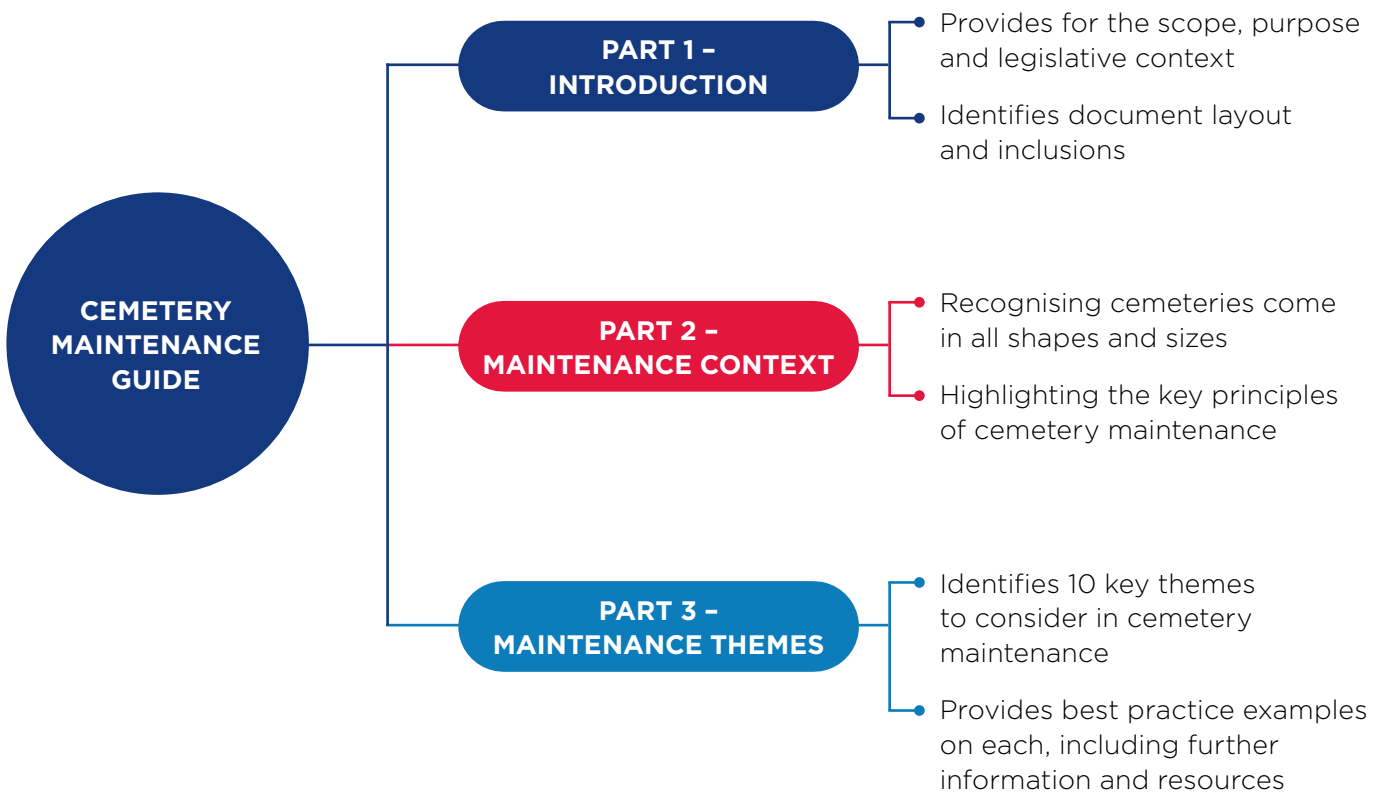 CEMETERY
MAINTENANCE
GUIDE
PART 1 –
INTRODUCTION
Provides for the scope, purpose
and legislative context
Identifies document layout
and inclusions
PART 2 –
MAINTENANCE CONTEXT
Recognising cemeteries come
in all shapes and sizes
Highlighting the key principles
of cemetery maintenance
PART 3 –
MAINTENANCE THEMES
Identifies 10 key themes
to consider in cemetery
maintenance
Provides best practice examples
on each, including further
information and resources